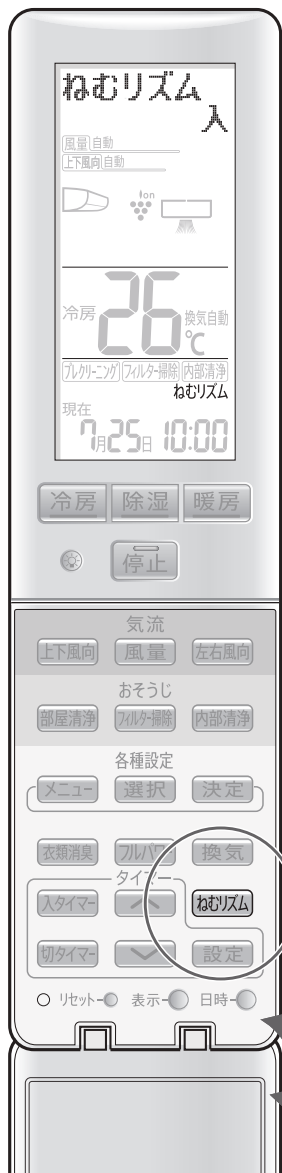 ねむリズム
入
風量 自動
上下風向 自動
Ion
冷房 26℃ 換気自動
プレクリーニング フィルター掃除 内部清浄
ねむリズム
現在
7月25日 10:00
冷房 除湿 暖房
停止
気流
上下風向 風量 左右風向
おそうじ
部屋清浄 フィルター掃除 内部清浄
各種設定
メニュー 選択 決定
衣類消臭 フルパワー 換気
タイマー
入タイマー ねむリズム
切タイマー 設定
リセット 表示 日時